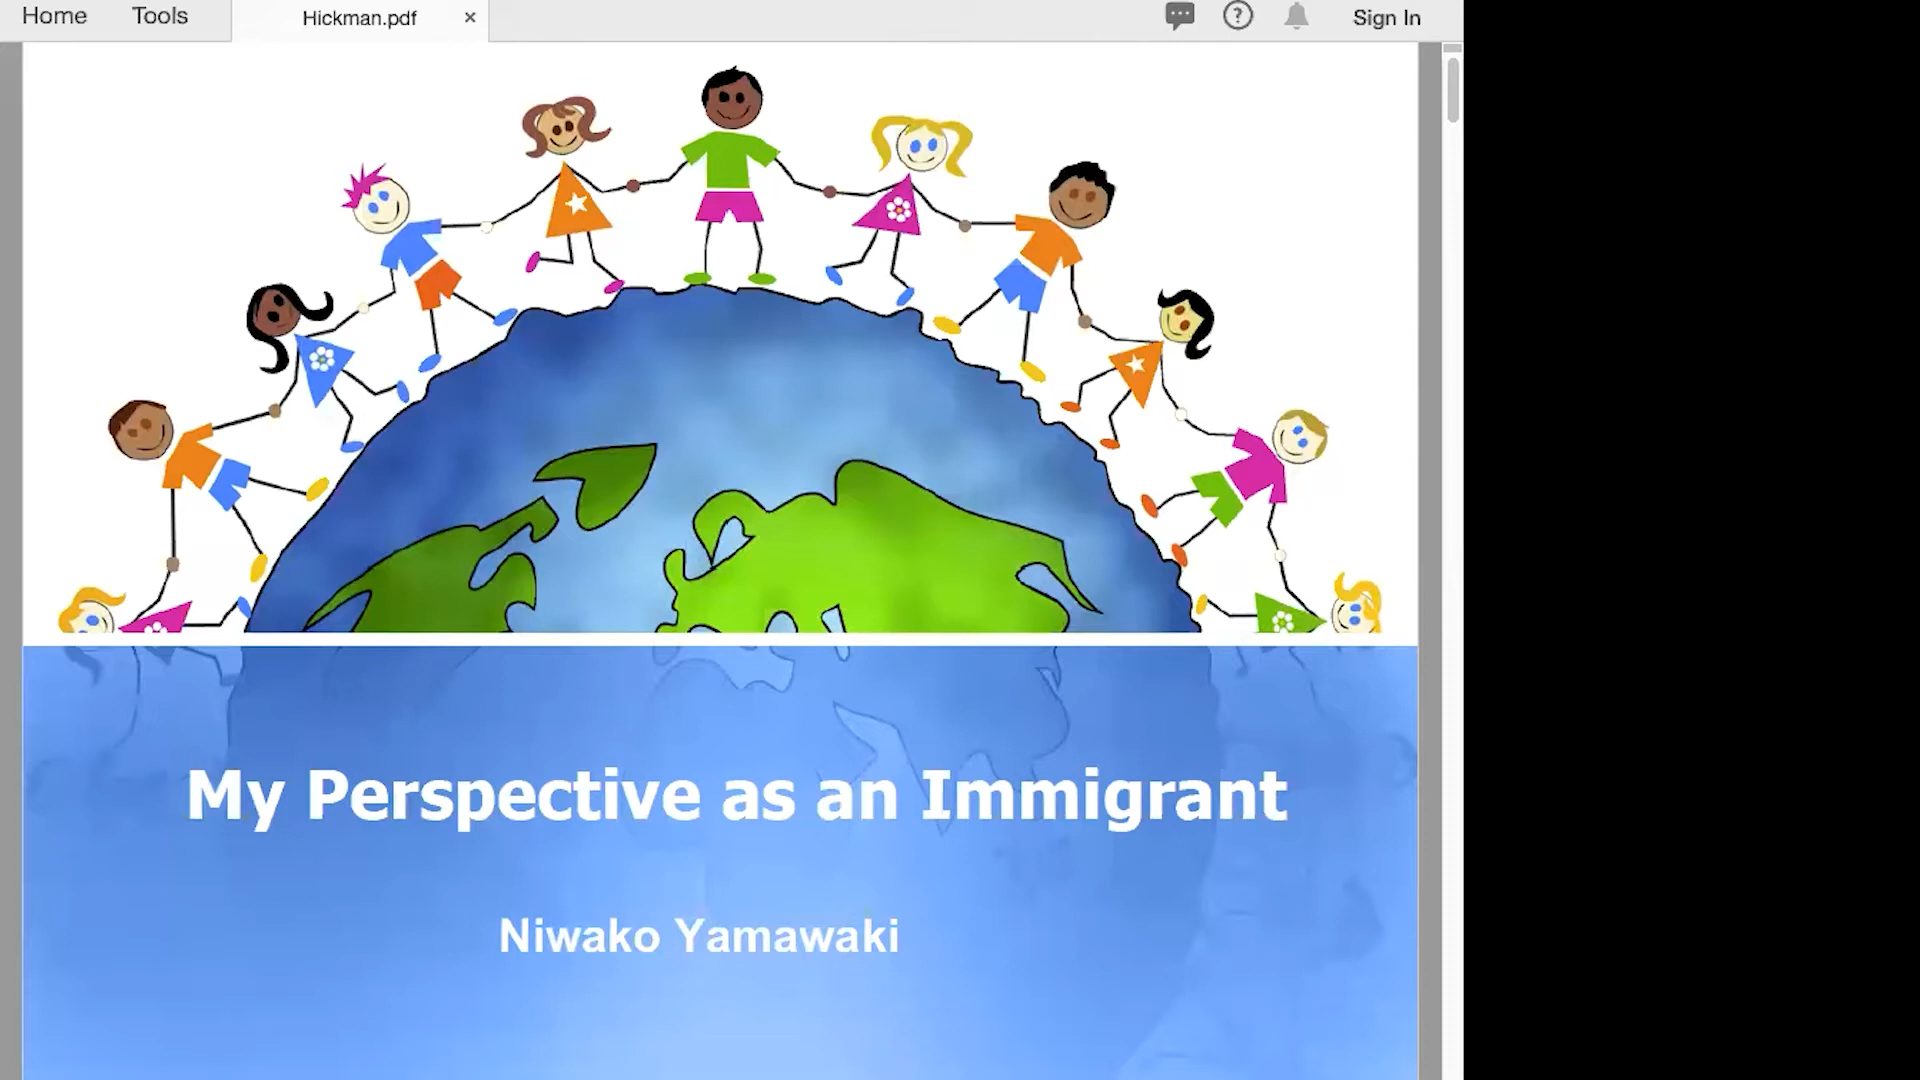 Home Tools Hickman.pdf × ? Sign In
My Perspective as an Immigrant
Niwako Yamawaki